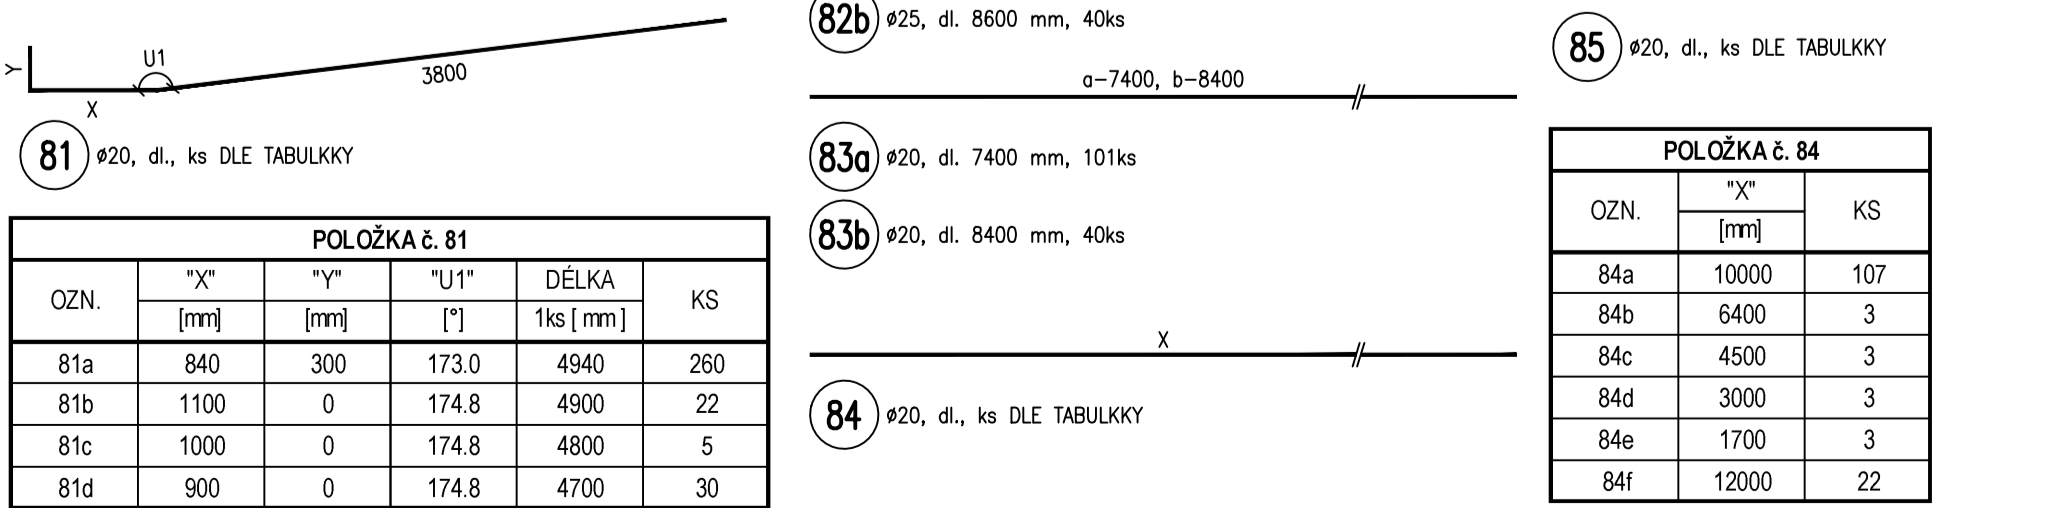 Y
U1
3800
X
81 ø20, dl., ks DLE TABULKKY
POLOŽKA č. 81
OZN. "X" "Y" "U1" DÉLKA KS
[mm] [mm] [°] 1ks [ mm ]
81a 840 300 173.0 4940 260
81b 1100 0 174.8 4900 22
81c 1000 0 174.8 4800 5
81d 900 0 174.8 4700 30
82b ø25, dl. 8600 mm, 40ks
a-7400, b-8400
83a ø20, dl. 7400 mm, 101ks
83b ø20, dl. 8400 mm, 40ks
X
84 ø20, dl., ks DLE TABULKKY
85 ø20, dl., ks DLE TABULKKY
POLOŽKA č. 84
OZN. "X" KS
[mm]
84a 10000 107
84b 6400 3
84c 4500 3
84d 3000 3
84e 1700 3
84f 12000 22